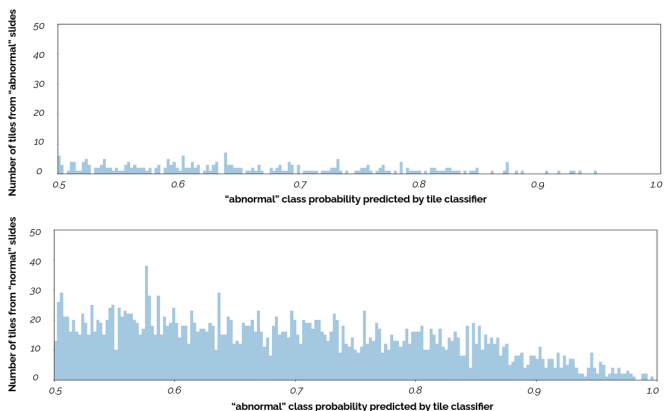 Number of tiles from “abnormal” slides
50
40
30
20
10
0
0.5 0.6 0.7 0.8 0.9 1.0
“abnormal” class probability predicted by tile classifier
Number of tiles from “normal” slides
50
40
30
20
10
0
0.5 0.6 0.7 0.8 0.9 1.0
“abnormal” class probability predicted by tile classifier